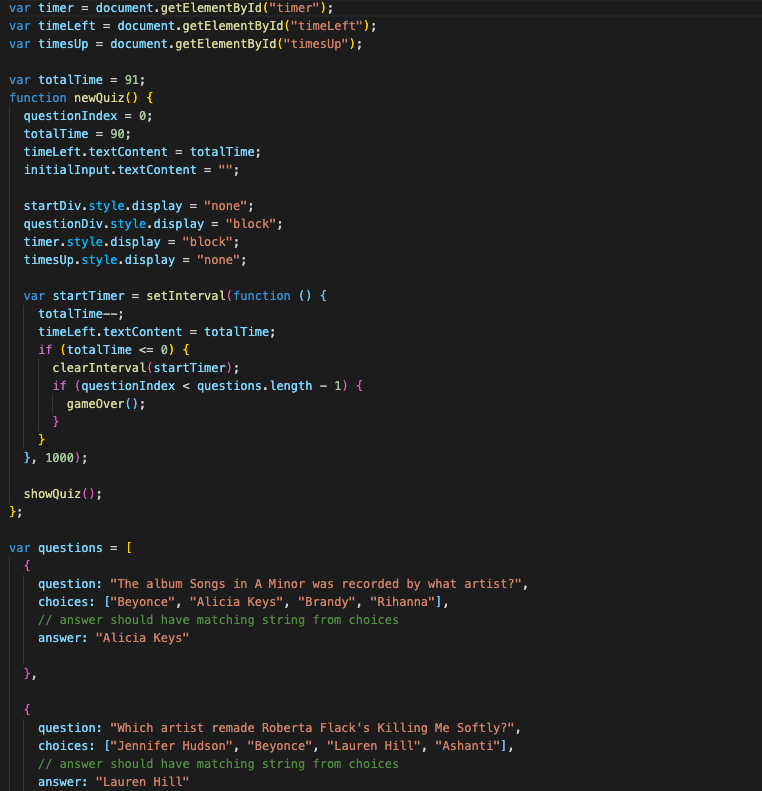 var timer = document.getElementById("timer");
var timeLeft = document.getElementById("timeLeft");
var timesUp = document.getElementById("timesUp");

var totalTime = 91;
function newQuiz() {
  questionIndex = 0;
  totalTime = 90;
  timeLeft.textContent = totalTime;
  initialInput.textContent = "";

  startDiv.style.display = "none";
  questionDiv.style.display = "block";
  timer.style.display = "block";
  timesUp.style.display = "none";

  var startTimer = setInterval(function () {
    totalTime--;
    timeLeft.textContent = totalTime;
    if (totalTime <= 0) {
      clearInterval(startTimer);
      if (questionIndex < questions.length - 1) {
        gameOver();
      }
    }
  }, 1000);

  showQuiz();
};

var questions = [
  {
    question: "The album Songs in A Minor was recorded by what artist?",
    choices: ["Beyonce", "Alicia Keys", "Brandy", "Rihanna"],
    // answer should have matching string from choices
    answer: "Alicia Keys"

  },

  {
    question: "Which artist remade Roberta Flack's Killing Me Softly?",
    choices: ["Jennifer Hudson", "Beyonce", "Lauren Hill", "Ashanti"],
    // answer should have matching string from choices
    answer: "Lauren Hill"